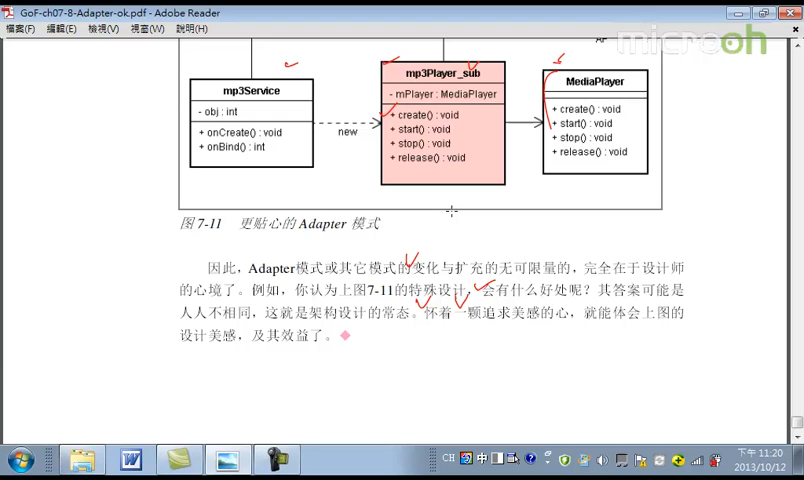 GoF-ch07-8-Adapter-ok.pdf - Adobe Reader
檔案(F) 編輯(E) 檢視(V) 視窗(W) 說明(H)
microoh
mp3Service
- obj : int
+ onCreate() : void
+ onBind() : int
new
mp3Player_sub
- mPlayer : MediaPlayer
+ create() : void
+ start() : void
+ stop() : void
+ release() : void
MediaPlayer
+ create() : void
+ start() : void
+ stop() : void
+ release() : void
图 7-11 更贴心的 Adapter 模式
因此，Adapter模式或其它模式的变化与扩充的无可限量的，完全在于设计师
的心境了。例如，你认为上图7-11的特殊设计，会有什么好处呢？其答案可能是
人人不相同，这就是架构设计的常态。怀着一颗追求美感的心，就能体会上图的
设计美感，及其效益了。
CH 中
下午 11:20
2013/10/12